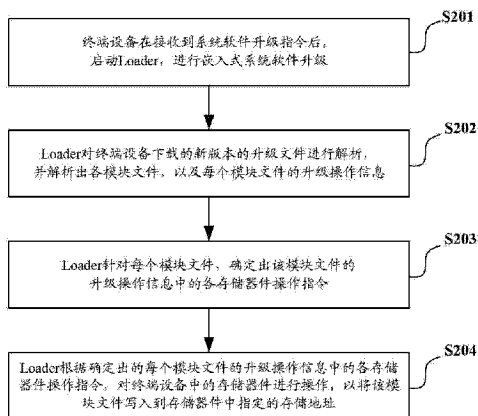 S201
终端设备在接收到系统软件升级指令后，
启动Loader，进行嵌入式系统软件升级
S202
Loader对终端设备下载的新版本的升级文件进行解析，
并解析出各模块文件，以及每个模块文件的升级操作信息
S203
Loader针对每个模块文件，确定出该模块文件的
升级操作信息中的各存储器件操作指令
S204
Loader根据确定出的每个模块文件的升级操作信息中的各存储
器件操作指令，对终端设备中的存储器件进行操作，以将该模
块文件写入到存储器件中指定的存储地址